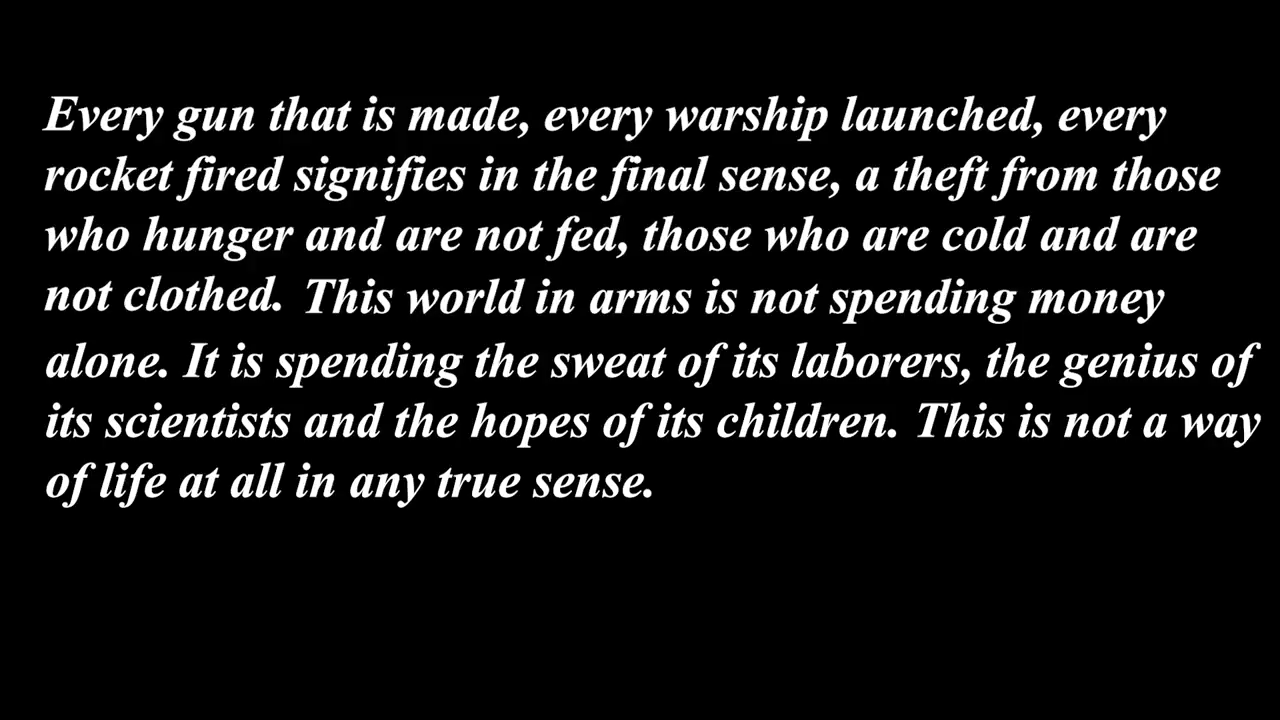 Every gun that is made, every warship launched, every
rocket fired signifies in the final sense, a theft from those
who hunger and are not fed, those who are cold and are
not clothed. This world in arms is not spending money
alone. It is spending the sweat of its laborers, the genius of
its scientists and the hopes of its children. This is not a way
of life at all in any true sense.